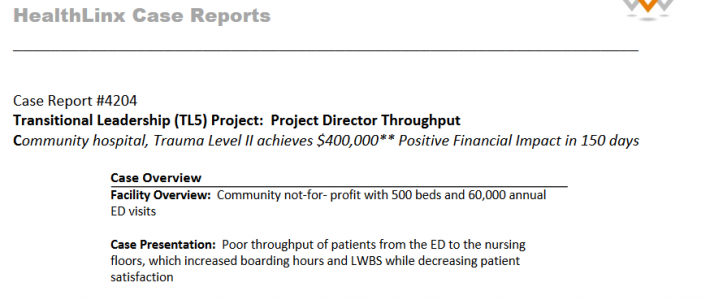 HealthLinx Case Reports
Case Report #4204
Transitional Leadership (TL5) Project: Project Director Throughput
Community hospital, Trauma Level II achieves $400,000** Positive Financial Impact in 150 days
Case Overview
Facility Overview: Community not-for- profit with 500 beds and 60,000 annual
ED visits
Case Presentation: Poor throughput of patients from the ED to the nursing
floors, which increased boarding hours and LWBS while decreasing patient
satisfaction